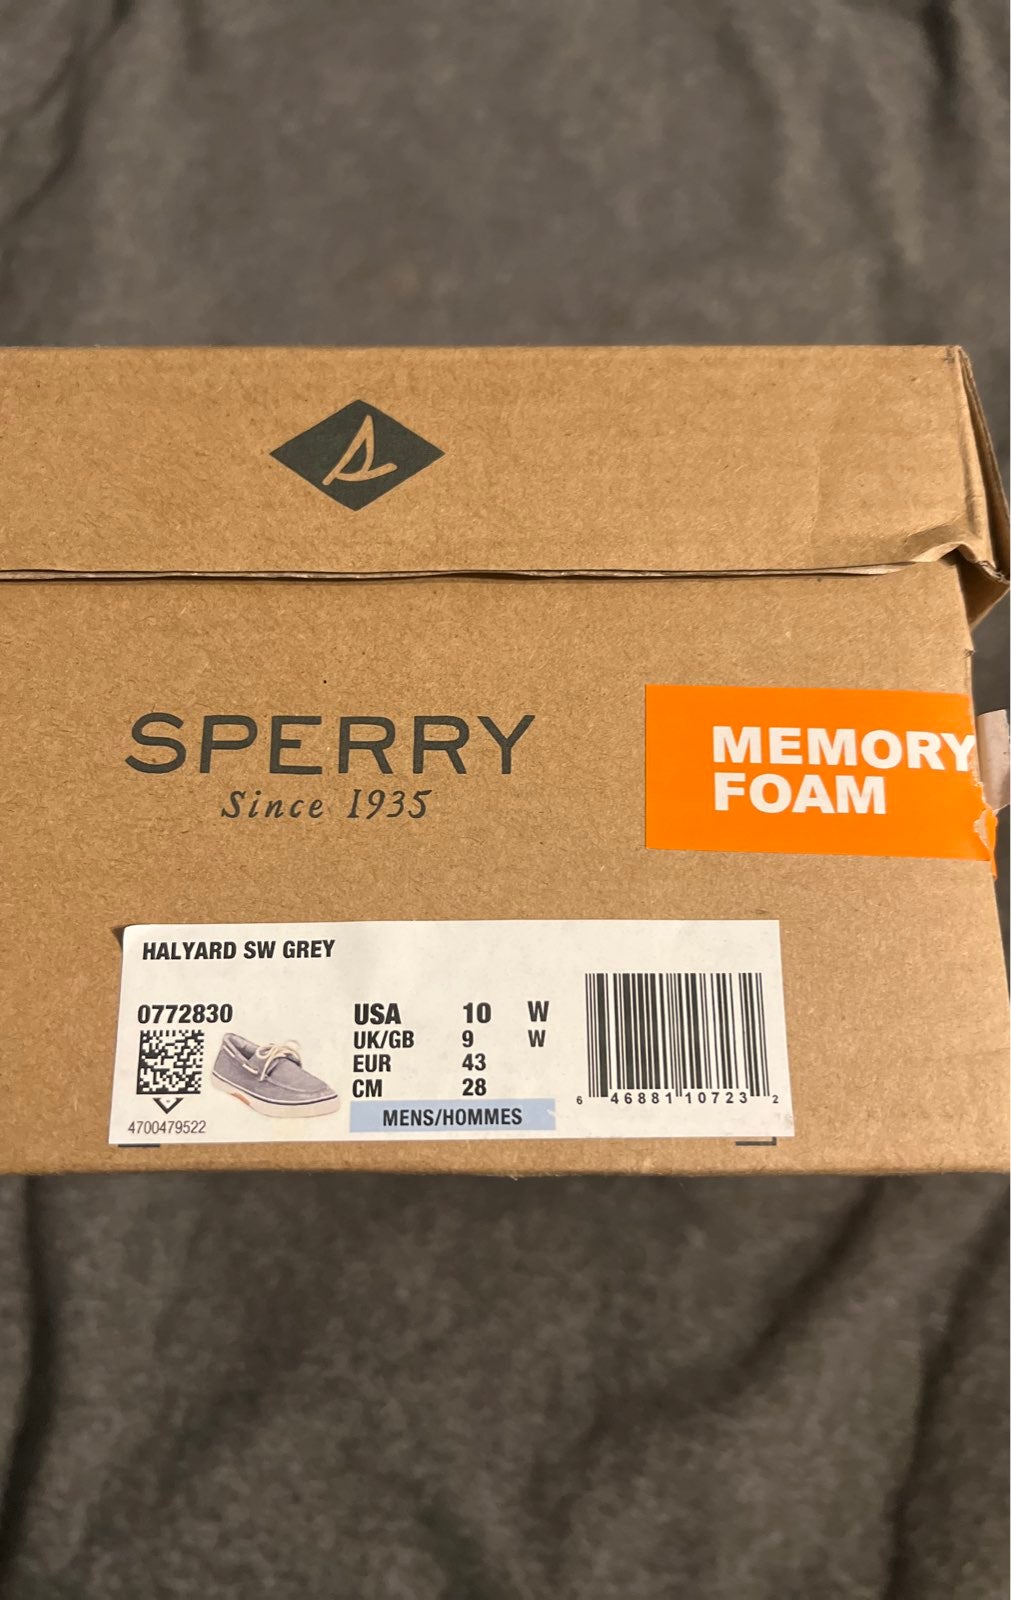 SPERRY
Since 1935
MEMORY
FOAM
HALYARD SW GREY
0772830
USA 10 W
UK/GB 9 W
EUR 43
CM 28
MENS/HOMMES
4700479522
6 46881 10723 2